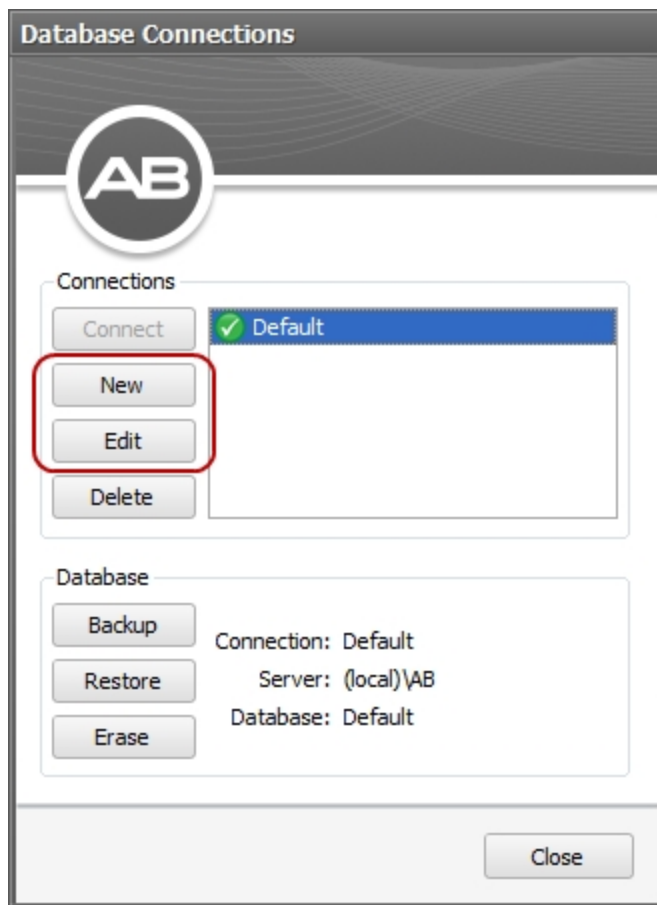 Database Connections
AB
Connections
Connect
Default
New
Edit
Delete
Database
Backup
Connection: Default
Restore
Server: (local)\AB
Database: Default
Erase
Close